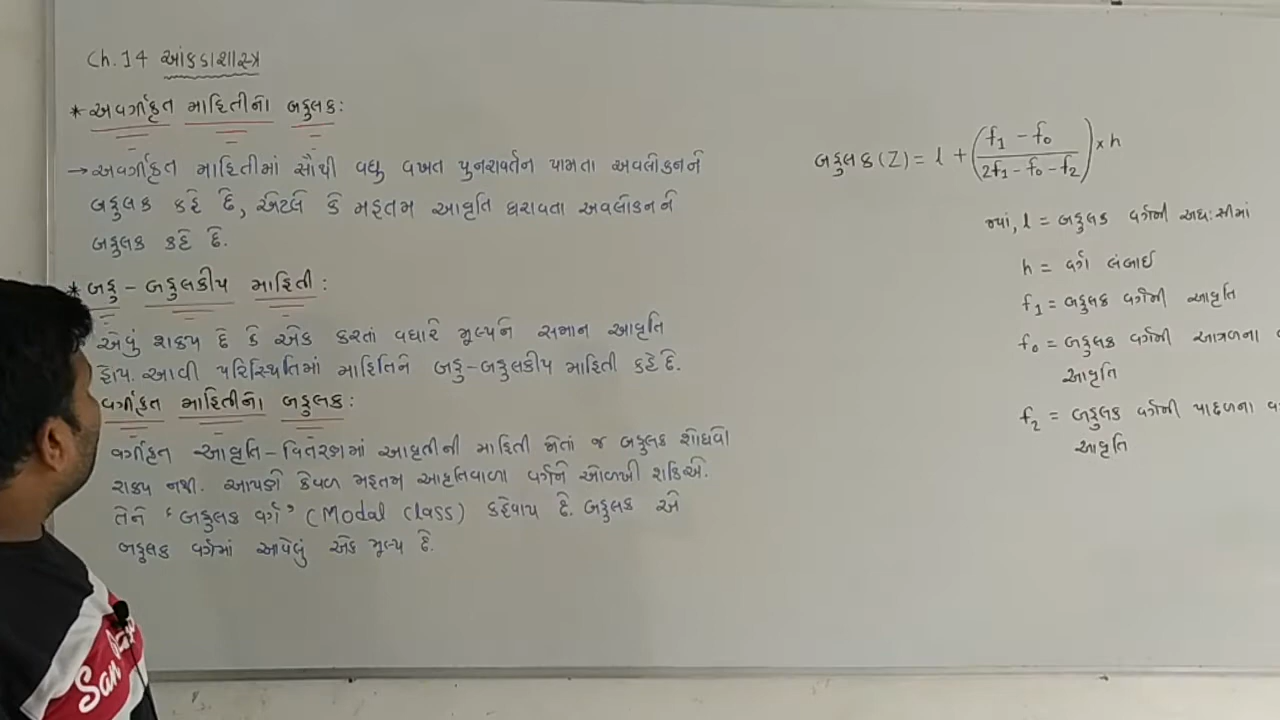 Ch. 14 આંકડાશાસ્ત્ર
* અવર્ગીકૃત માહિતીનો બહુલક :
→ અવર્ગીકૃત માહિતીમાં સૌથી વધુ વખત પુનરાવર્તન પામતા અવલોકનને
બહુલક કહે છે, એટલે કે મહતમ આવૃતિ ધરાવતા અવલોકનને
બહુલક કહે છે.
* બહુ - બહુલકીય માહિતી :
એવું શક્ય છે કે એક કરતાં વધારે મૂલ્યને સમાન આવૃતિ
હોય. આવી પરિસ્થિતિમાં માહિતિને બહુ-બહુલકીય માહિતી કહે છે.
વર્ગીકૃત માહિતીનો બહુલક :
વર્ગીકૃત આવૃતિ - વિતરણમાં આવૃતીની માહિતી જોતાં જ બહુલક શોધવો
શક્ય નથી. આપણે કેવળ મહતમ આવૃતિવાળા વર્ગને ઓળખી શકિએ.
તેને ‘બહુલક વર્ગ’ (Modal Class) કહેવાય છે. બહુલક એ
બહુલક વર્ગમાં આવેલું એક મૂલ્ય છે.
બહુલક (Z) = l + (f₁ - f₀ / 2f₁ - f₀ - f₂) × h
જ્યાં, l = બહુલક વર્ગની અધ:સીમાં
h = વર્ગ લંબાઈ
f₁ = બહુલક વર્ગની આવૃતિ
f₀ = બહુલક વર્ગની આગળના
આવૃતિ
f₂ = બહુલક વર્ગની પાછળના
આવૃતિ
San